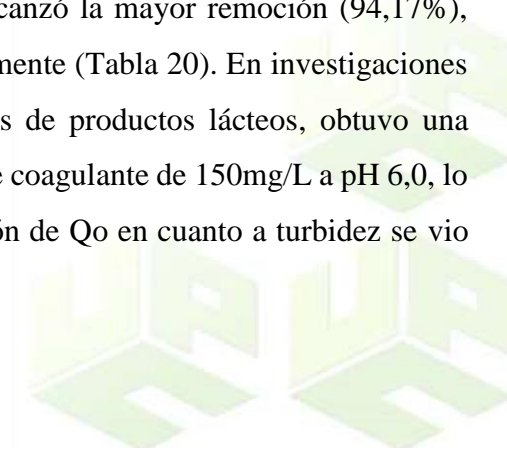 canzó la mayor remoción (94,17%),
mente (Tabla 20). En investigaciones
s de productos lácteos, obtuvo una
e coagulante de 150mg/L a pH 6,0, lo
ón de Qo en cuanto a turbidez se vio